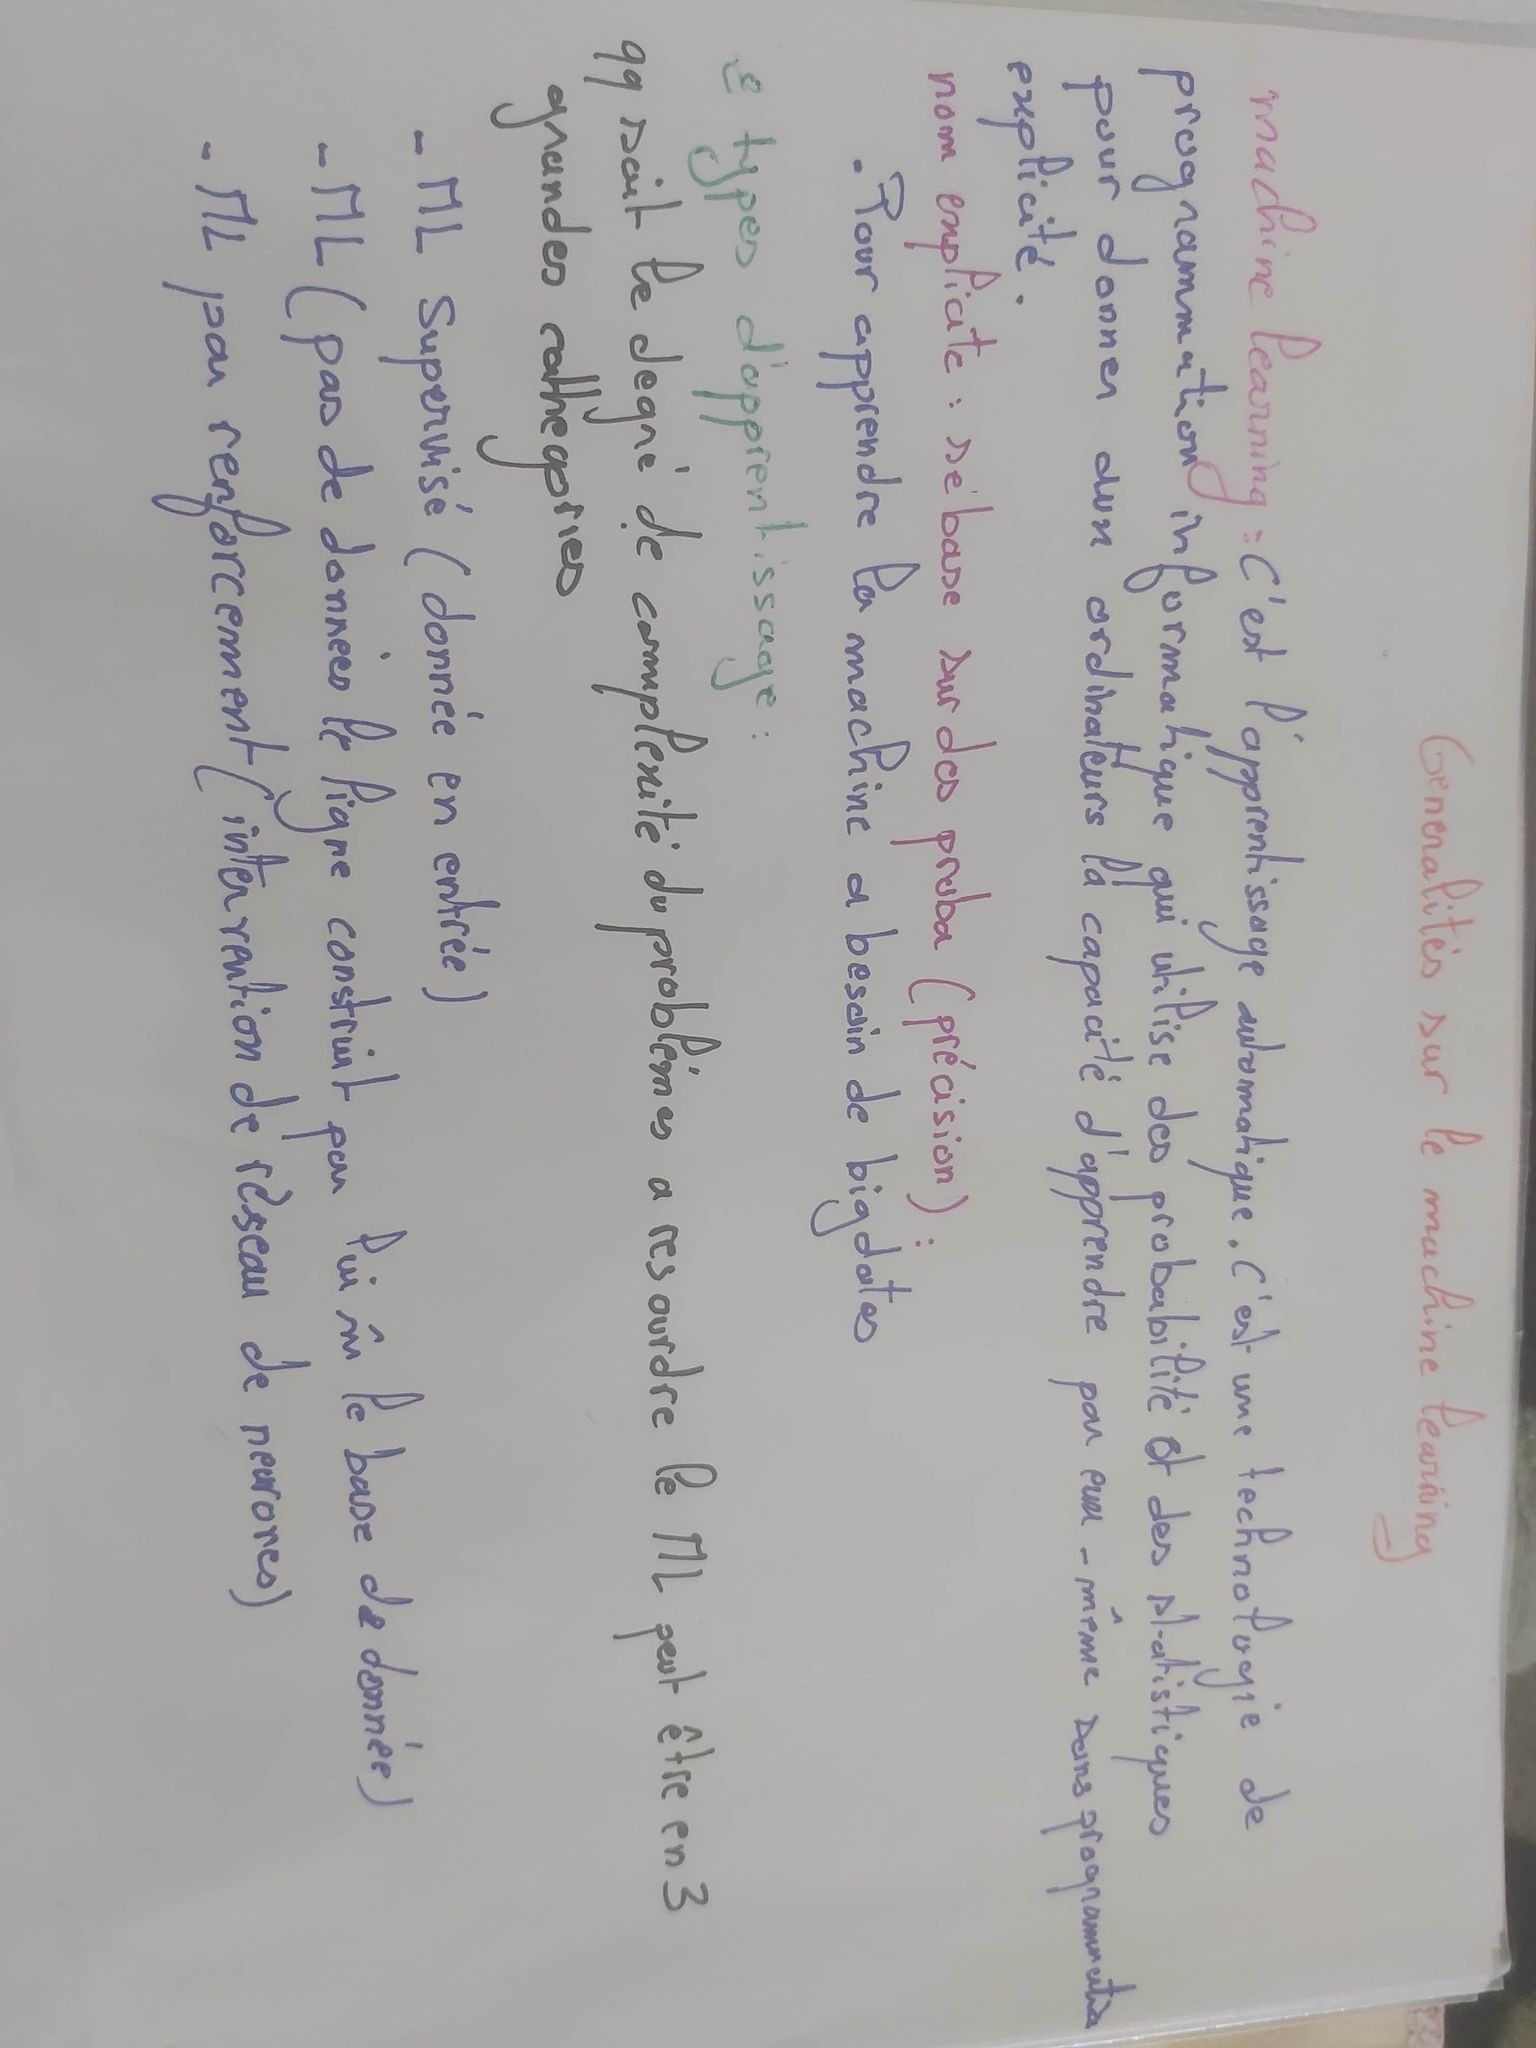 Generalités sur le machine learning
machine learning : C'est l'apprentissage automatique. C'est une technologie de
programmation informatique qui utilise des probabilité et des statistiques
pour donner aux ordinateurs la capacité d'apprendre par eux-même sans programmation
explicité.
nom explicite : se base sur des proba (précision) :
. Pour apprendre la machine a besoin de bigdatas
types d'apprentissage :
qq soit le degré de complexité du problémes a resourdre le ML peut être en 3
grandes cathegories
- ML Supervisé (donnée en entrée)
- ML (pas de données le ligne construit par lui m̂ le base de donnée)
- ML par renforcement (intervention de réseau de neurones)